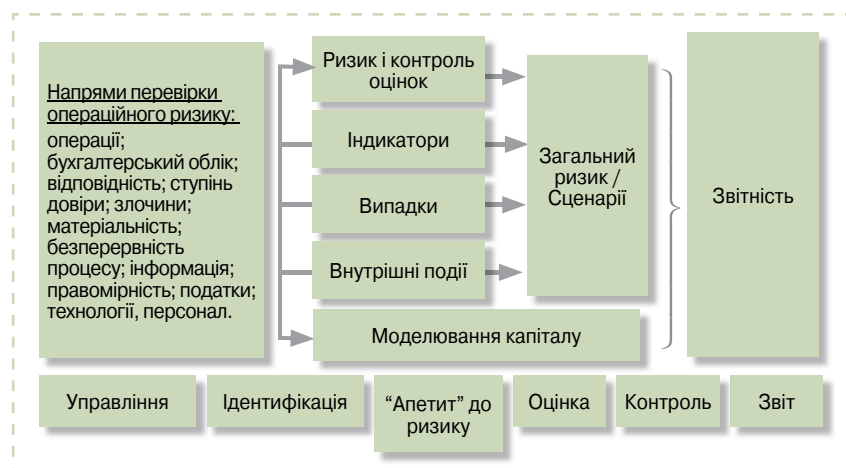 Напрями перевірки
операційного ризику:
операції;
бухгалтерський облік;
відповідність; ступінь
довіри; злочини;
матеріальність;
безперервність
процесу; інформація;
правомірність; податки;
технології, персонал.
Ризик і контроль
оцінок
Індикатори
Випадки
Внутрішні події
Моделювання капіталу
Загальний
ризик /
Сценарії
Звітність
Управління
Ідентифікація
“Апетит” до
ризику
Оцінка
Контроль
Звіт